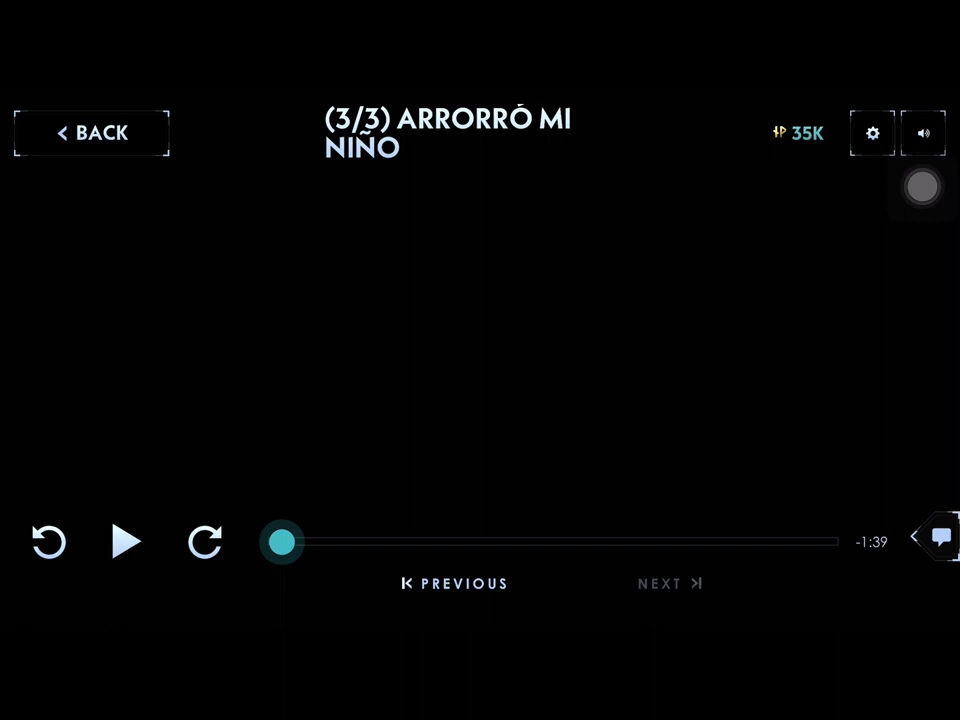 BACK
(3/3) ARRORRÓ MI
NIÑO
35K
-1:39
PREVIOUS
NEXT